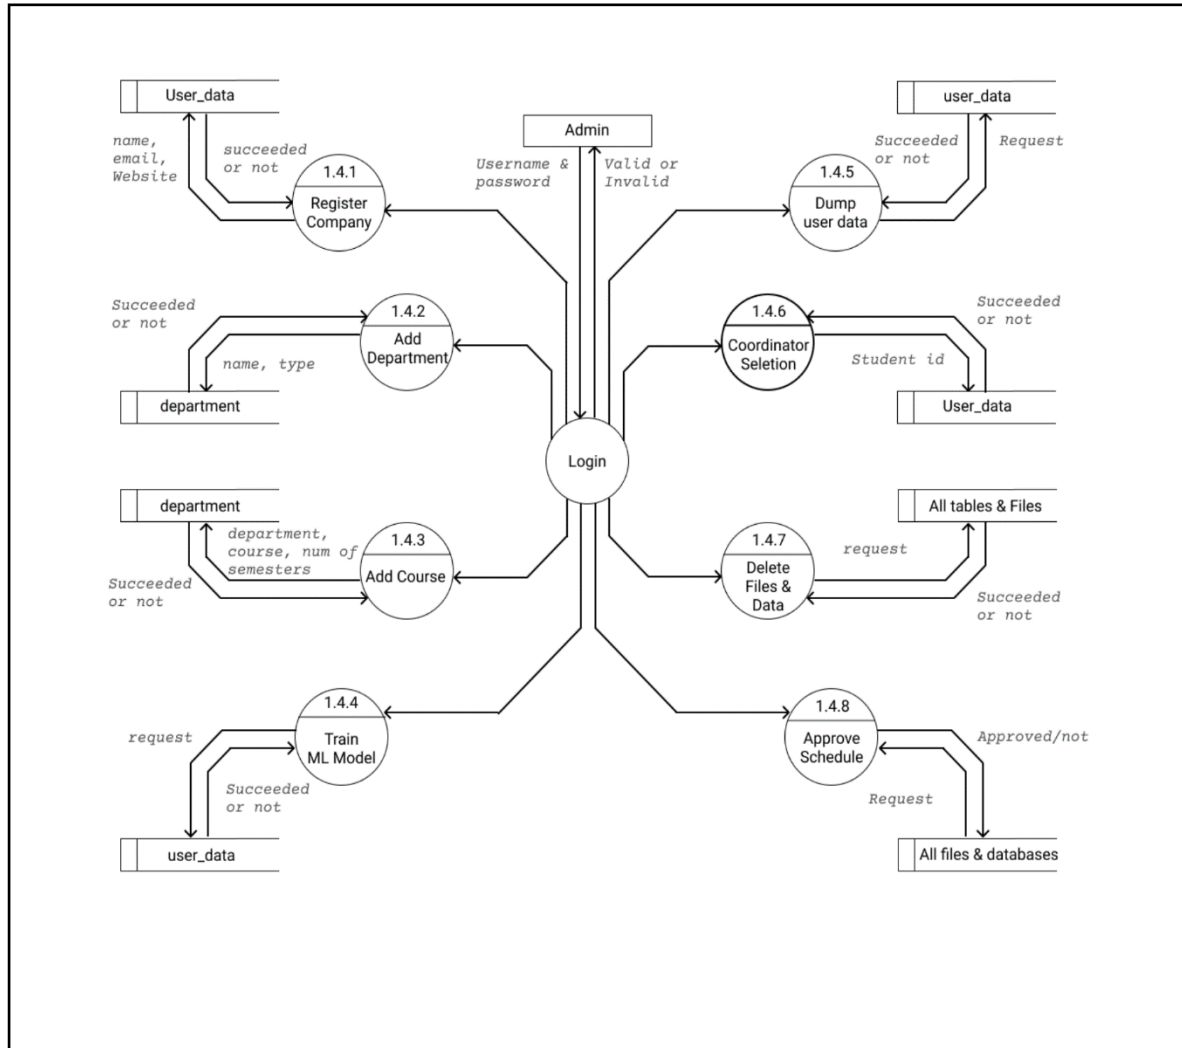 User_data
name,
email,
Website
succeeded
or not
1.4.1
Register
Company
Admin
Username &
password
Valid or
Invalid
user_data
Succeeded
or not
Request
1.4.5
Dump
user data
Succeeded
or not
1.4.2
Add
Department
name, type
department
1.4.6
Coordinator
Seletion
Succeeded
or not
Student id
User_data
Login
department
department,
course, num of
semesters
Succeeded
or not
1.4.3
Add Course
1.4.7
Delete
Files &
Data
All tables & Files
request
Succeeded
or not
1.4.4
Train
ML Model
request
Succeeded
or not
user_data
1.4.8
Approve
Schedule
Approved/not
Request
All files & databases